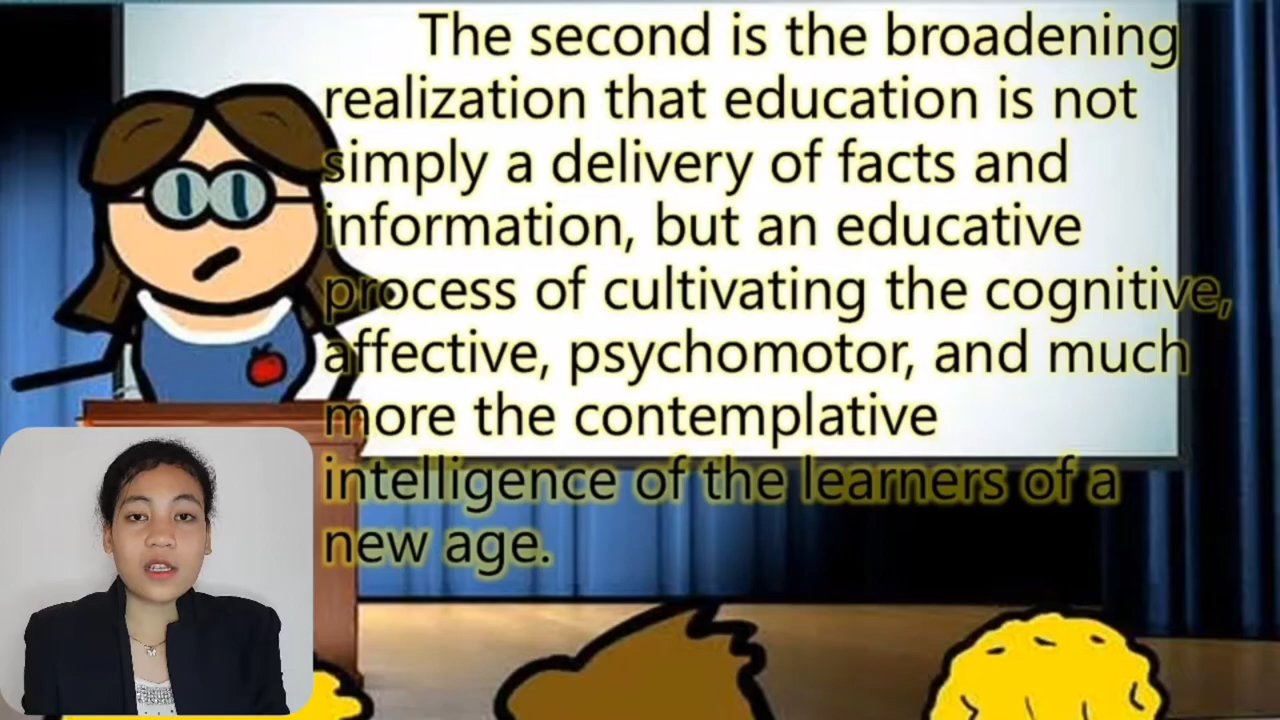 The second is the broadening
realization that education is not
simply a delivery of facts and
information, but an educative
process of cultivating the cognitive,
affective, psychomotor, and much
more the contemplative
intelligence of the learners of a
new age.